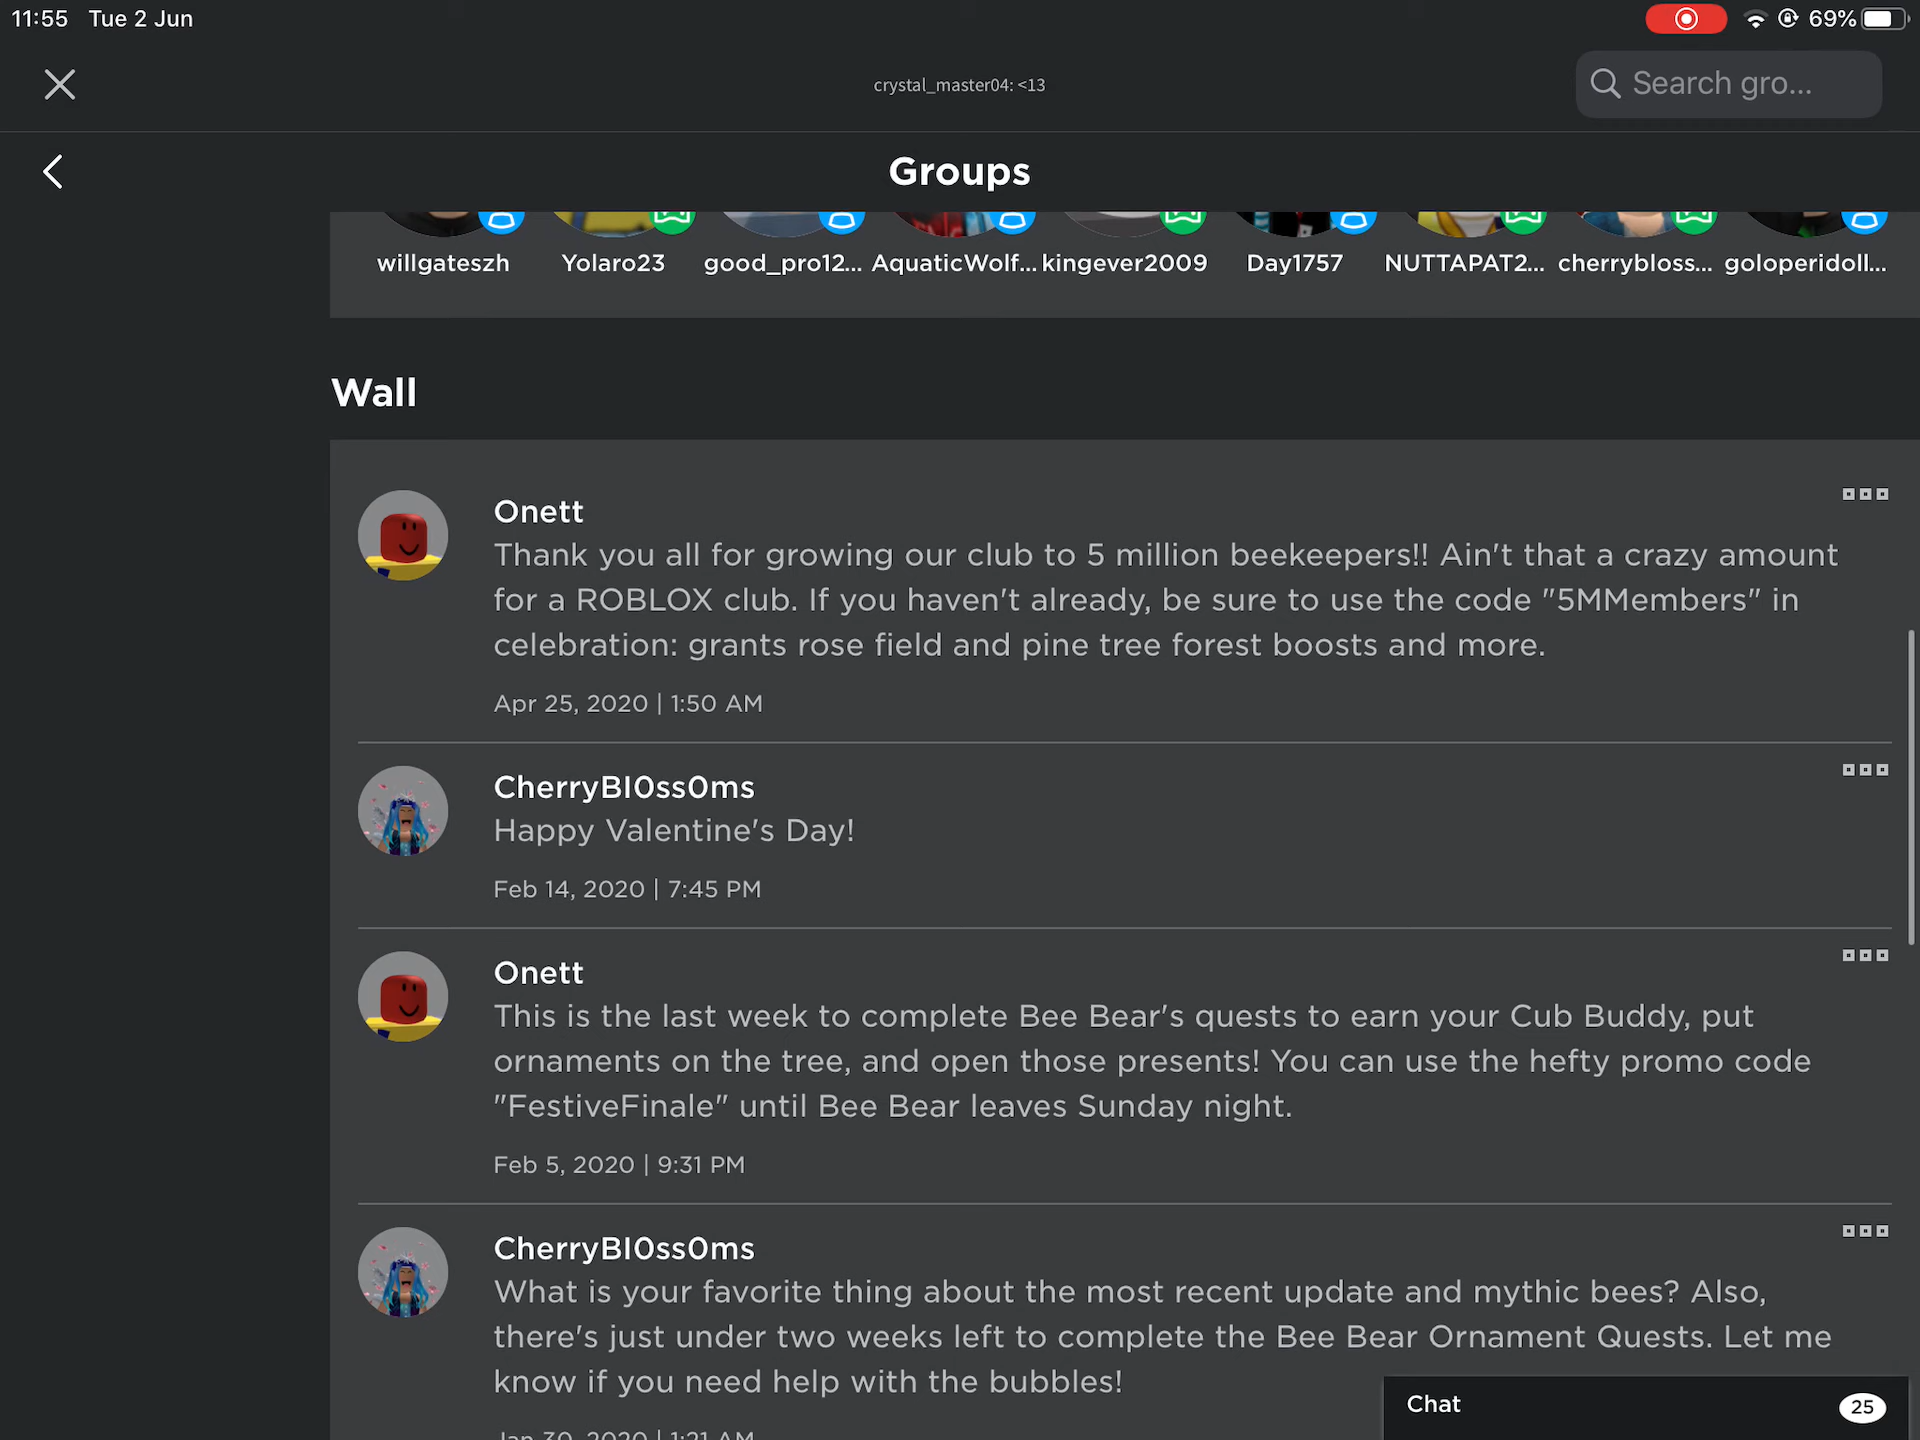 11:55 Tue 2 Jun
69%
crystal_master04: <13
Search gro...
Groups
willgateszh Yolaro23 good_pro12... AquaticWolf... kingever2009 Day1757 NUTTAPAT2... cherrybloss... goloperidoll...
Wall
Onett
Thank you all for growing our club to 5 million beekeepers!! Ain't that a crazy amount
for a ROBLOX club. If you haven't already, be sure to use the code "5MMembers" in
celebration: grants rose field and pine tree forest boosts and more.
Apr 25, 2020 | 1:50 AM
CherryBl0ss0ms
Happy Valentine's Day!
Feb 14, 2020 | 7:45 PM
Onett
This is the last week to complete Bee Bear's quests to earn your Cub Buddy, put
ornaments on the tree, and open those presents! You can use the hefty promo code
"FestiveFinale" until Bee Bear leaves Sunday night.
Feb 5, 2020 | 9:31 PM
CherryBl0ss0ms
What is your favorite thing about the most recent update and mythic bees? Also,
there's just under two weeks left to complete the Bee Bear Ornament Quests. Let me
know if you need help with the bubbles!
Jan 30, 2020 | 1:21 AM
Chat 25